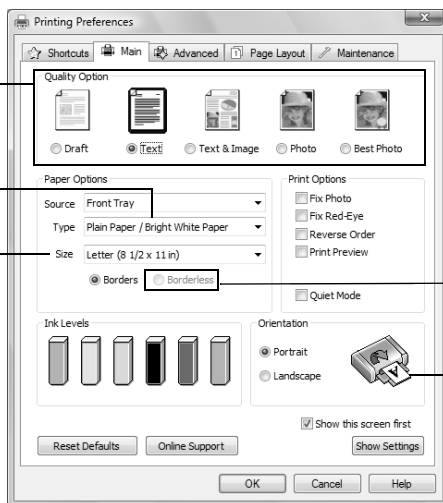 Printing Preferences
Shortcuts Main Advanced Page Layout Maintenance
Quality Option
Draft Text Text & Image Photo Best Photo
Paper Options
Source Front Tray
Type Plain Paper / Bright White Paper
Size Letter (8 1/2 x 11 in)
Borders Borderless
Print Options
Fix Photo
Fix Red-Eye
Reverse Order
Print Preview
Quiet Mode
Ink Levels
Orientation
Portrait
Landscape
A
Show this screen first
Reset Defaults Online Support Show Settings
OK Cancel Help